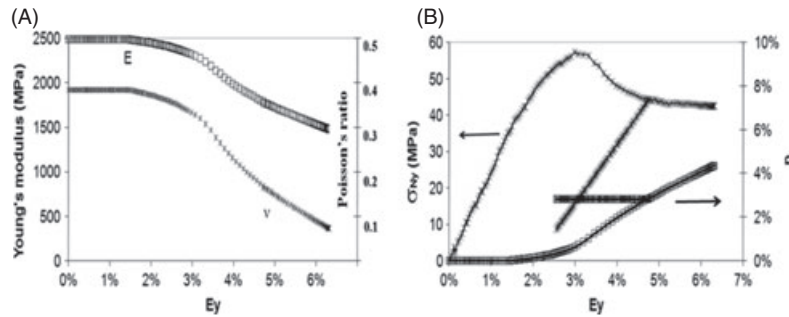 (A)
(B)
Young's modulus (MPa)
2500
2000
1500
1000
500
0
E
ν
0.5
0.4
0.3
0.2
0.1
Poisson's ratio
0% 1% 2% 3% 4% 5% 6%
Ey
σNy (MPa)
60
50
40
30
20
10
0
10%
8%
6%
4%
2%
0%
0% 1% 2% 3% 4% 5% 6% 7%
Ey